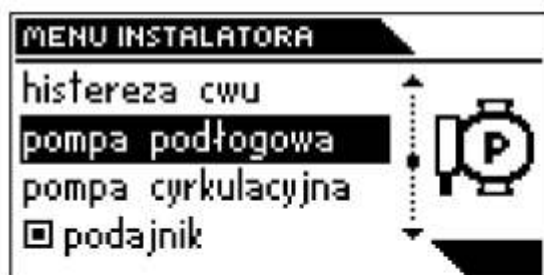 MENU INSTALATORA
histereza cwu
pompa podłogowa
pompa cyrkulacyjna
podajnik
P